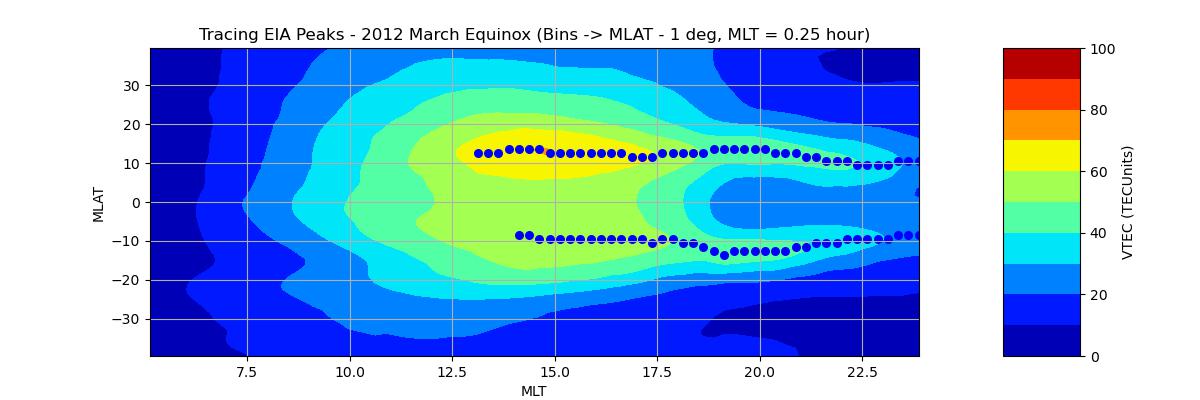 Tracing EIA Peaks - 2012 March Equinox (Bins -> MLAT - 1 deg, MLT = 0.25 hour)
MLAT
30
20
10
0
−10
−20
−30
7.5 10.0 12.5 15.0 17.5 20.0 22.5
MLT
100
80
60
40
20
0
VTEC (TECUnits)